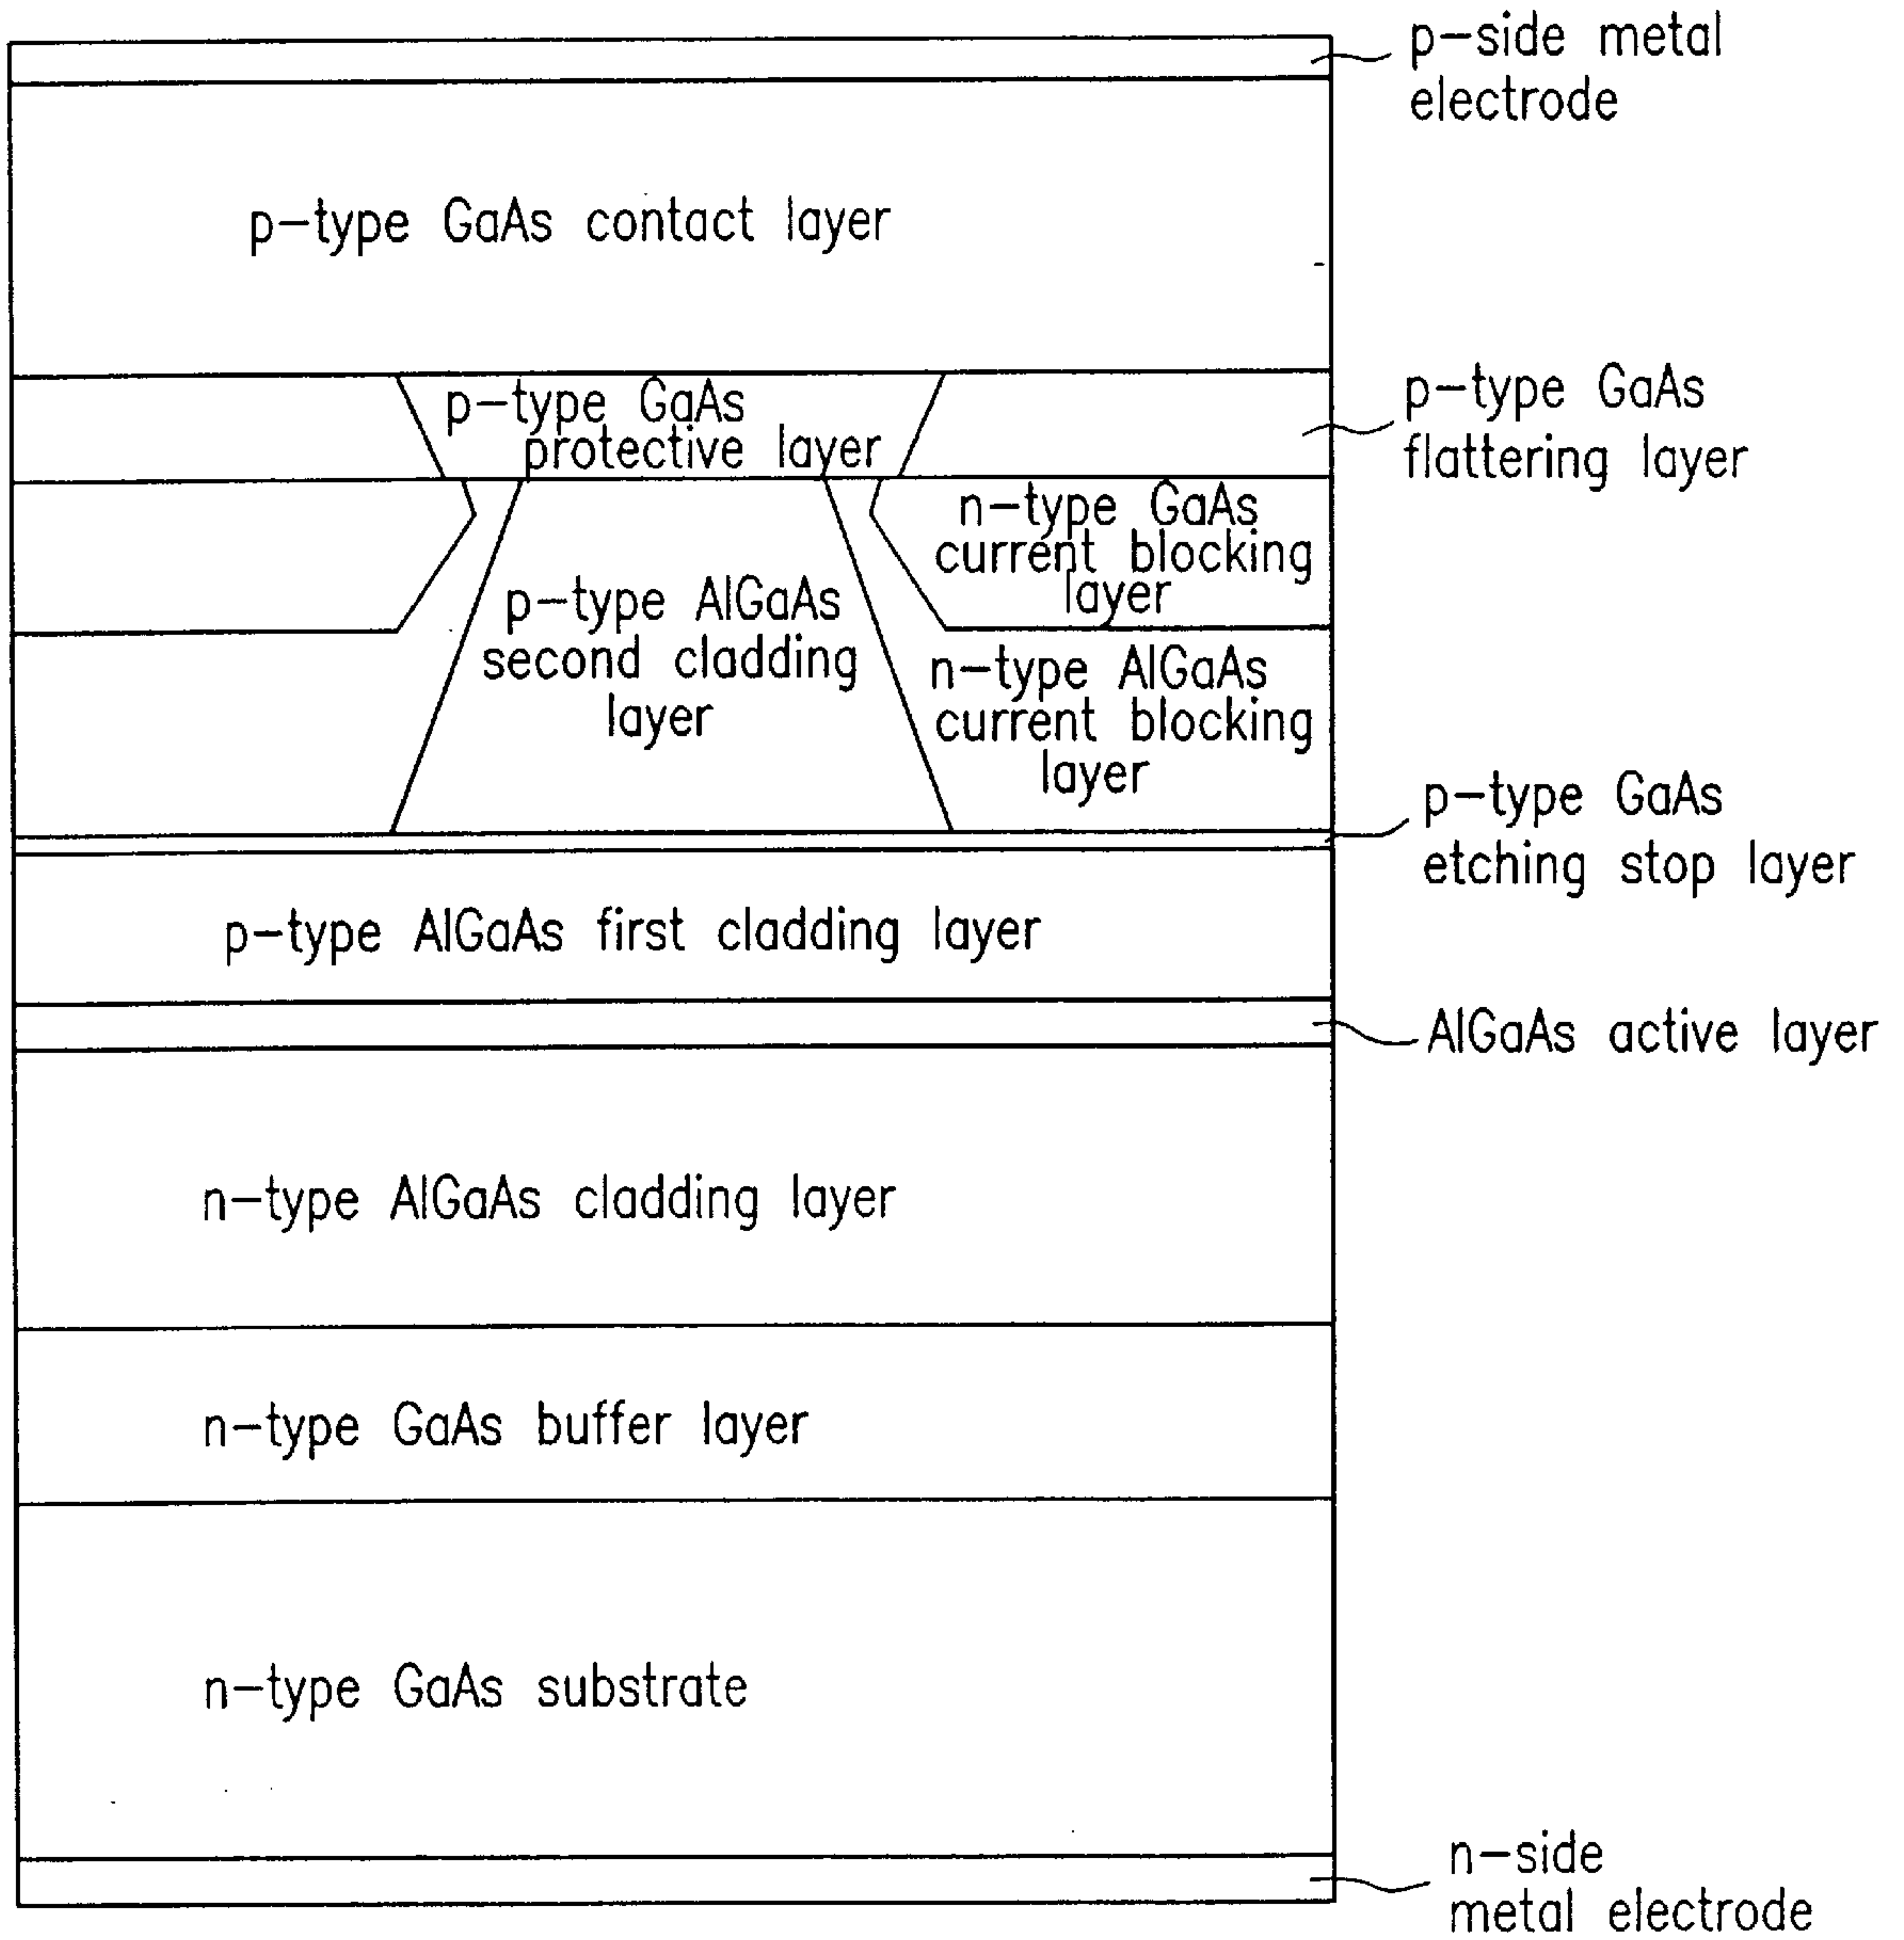 p-side metal
electrode
p-type GaAs contact layer
p-type GaAs
protective layer
p-type GaAs
flattering layer
n-type GaAs
current blocking
layer
p-type AlGaAs
second cladding
layer
n-type AlGaAs
current blocking
layer
p-type GaAs
etching stop layer
p-type AlGaAs first cladding layer
AlGaAs active layer
n-type AlGaAs cladding layer
n-type GaAs buffer layer
n-type GaAs substrate
n-side
metal electrode